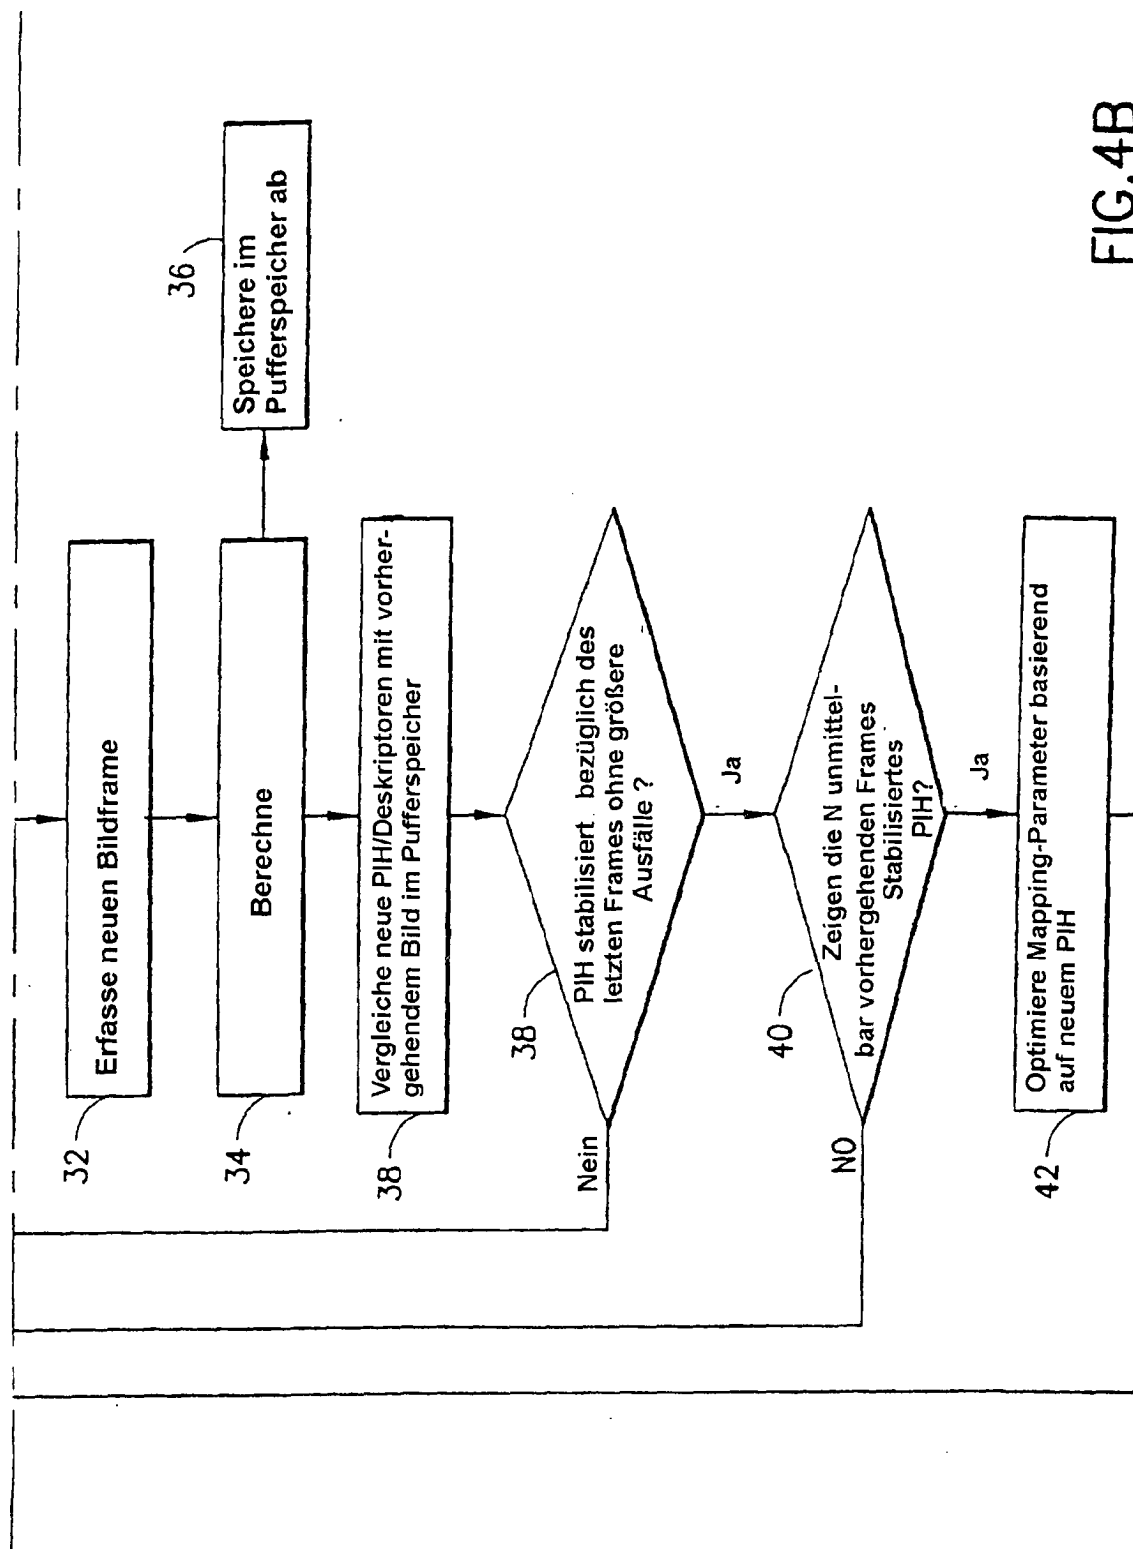 32
Erfasse neuen Bildframe
34
Berechne
36
Speichere im
Pufferspeicher ab
38
Vergleiche neue PIH/Deskriptoren mit vorher-
gehendem Bild im Pufferspeicher
38
PIH stabilisiert bezüglich des
letzten Frames ohne größere
Ausfälle ?
Nein
Ja
40
Zeigen die N unmittel-
bar vorhergehenden Frames
Stabilisiertes
PIH?
NO
Ja
42
Optimiere Mapping-Parameter basierend
auf neuem PIH
FIG.4B